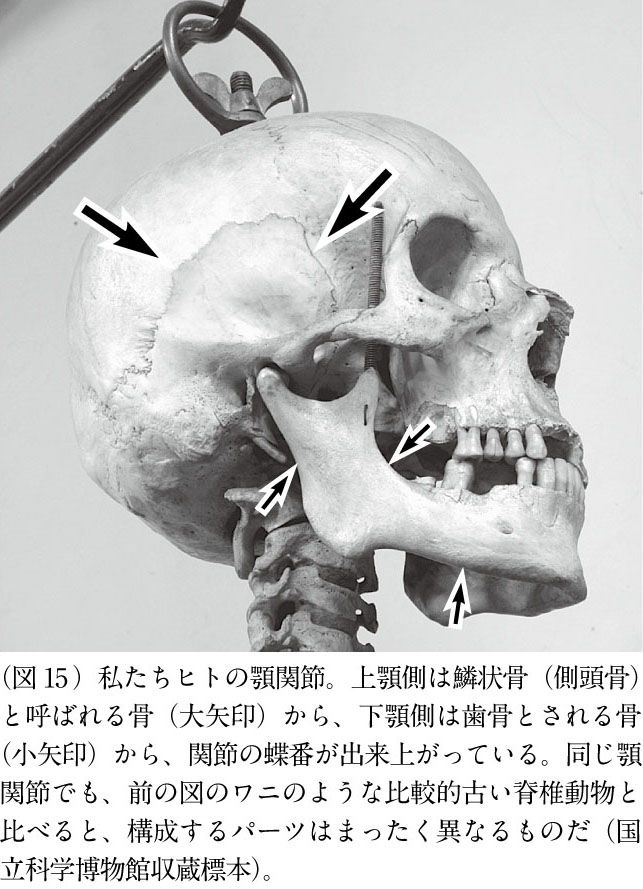 (図15)私たちヒトの顎関節。上顎側は鱗状骨(側頭骨)
と呼ばれる骨(大矢印)から、下顎側は歯骨とされる骨
(小矢印)から、関節の蝶番が出来上がっている。同じ顎
関節でも、前の図のワニのような比較的古い脊椎動物と
比べると、構成するパーツはまったく異なるものだ(国
立科学博物館収蔵標本)。